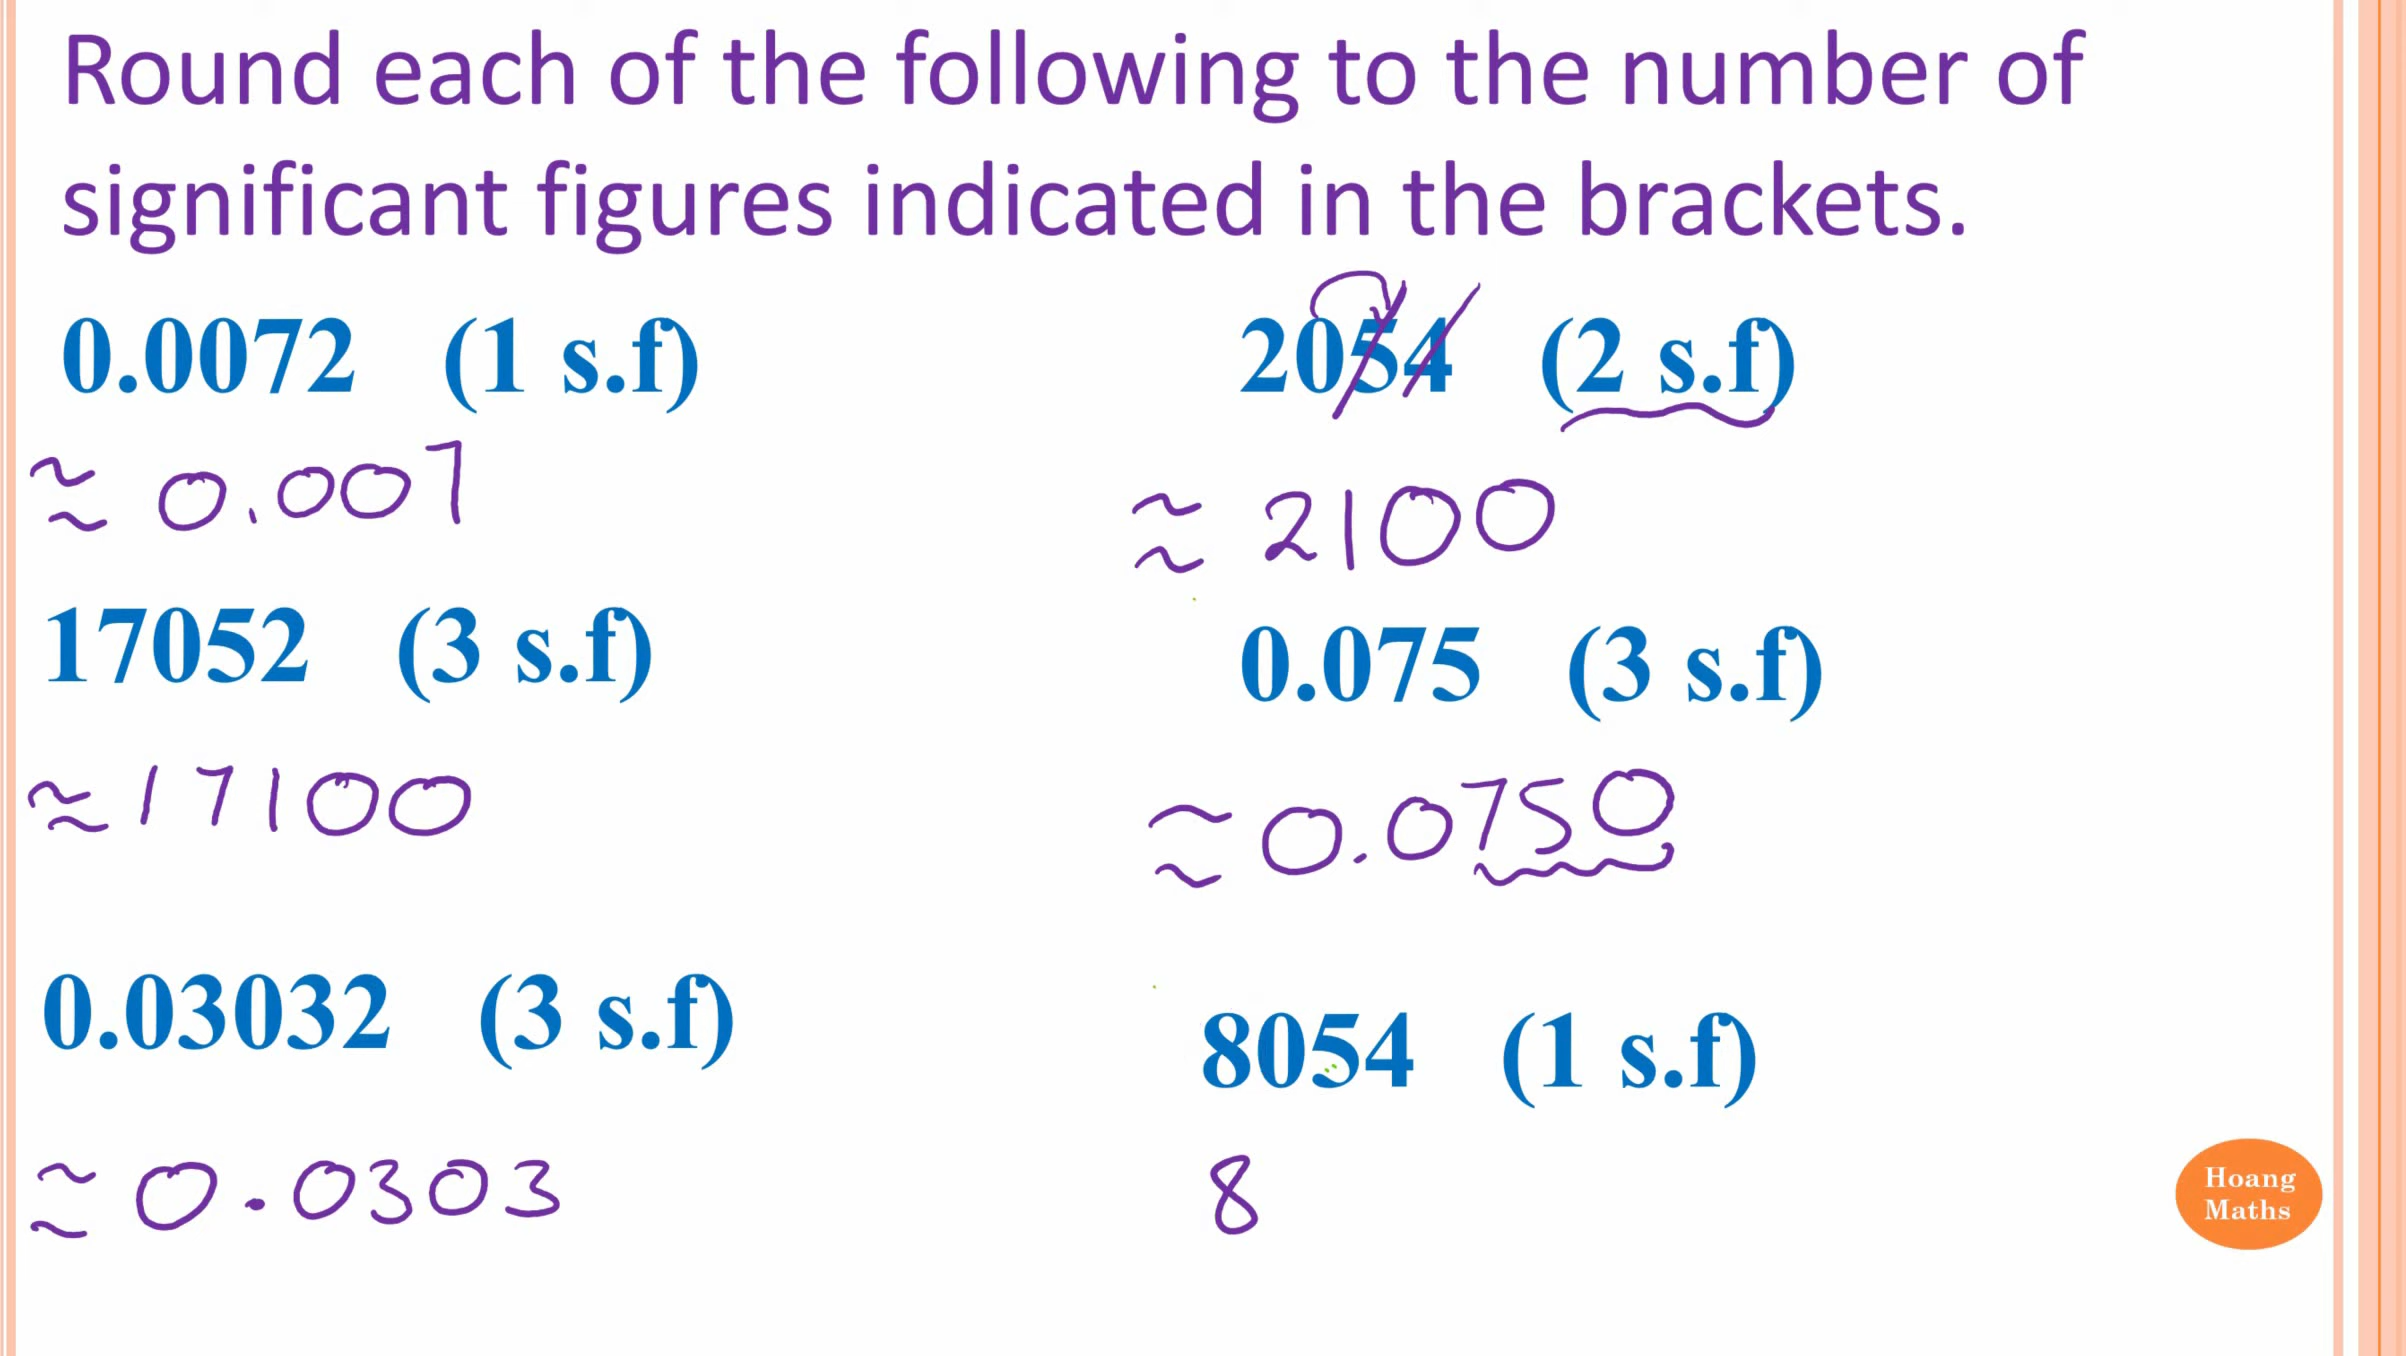 Round each of the following to the number of
significant figures indicated in the brackets.
0.0072 (1 s.f)
2054 (2 s.f)
≈ 0.007
≈ 2100
17052 (3 s.f)
0.075 (3 s.f)
≈ 17100
≈ 0.0750
0.03032 (3 s.f)
8054 (1 s.f)
≈ 0.0303
8
Hoang
Maths